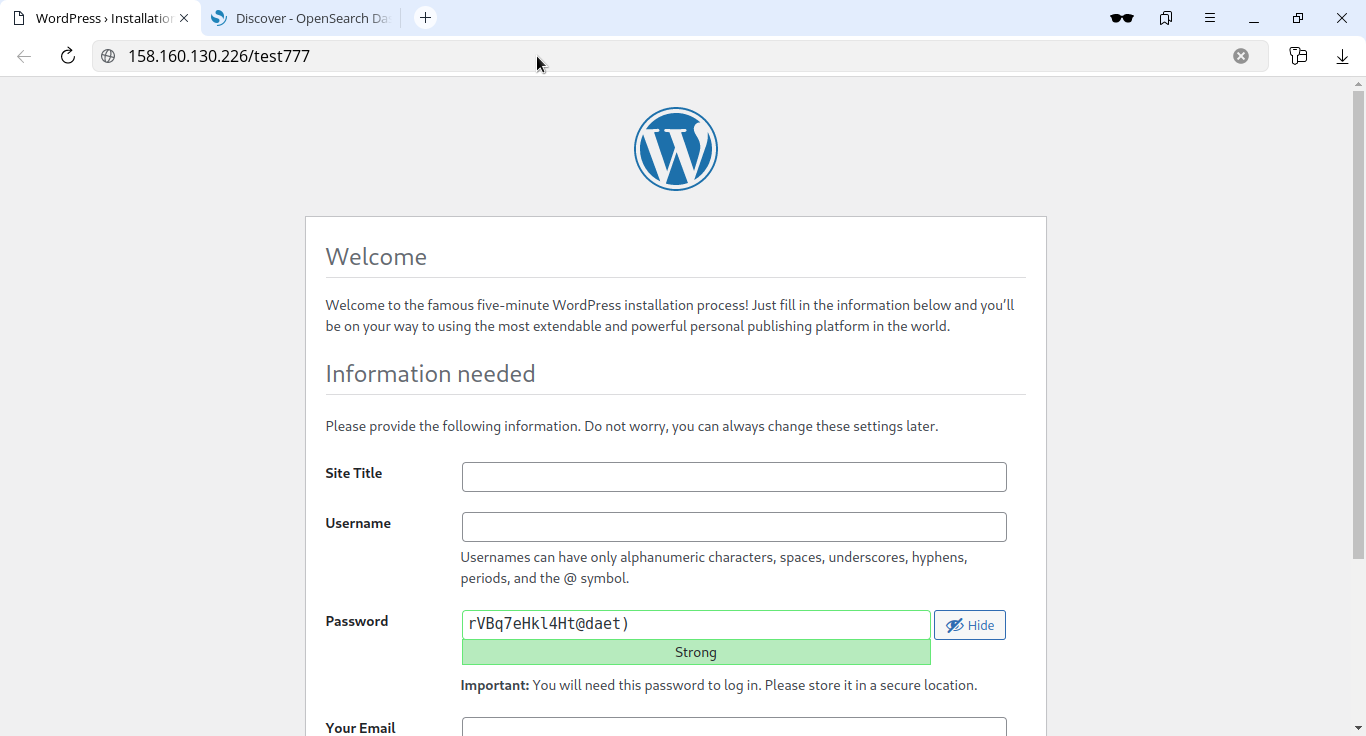 WordPress › Installation
Discover - OpenSearch Da
158.160.130.226/test777
Welcome
Welcome to the famous five-minute WordPress installation process! Just fill in the information below and you’ll
be on your way to using the most extendable and powerful personal publishing platform in the world.
Information needed
Please provide the following information. Do not worry, you can always change these settings later.
Site Title
Username
Usernames can have only alphanumeric characters, spaces, underscores, hyphens,
periods, and the @ symbol.
Password
rVBq7eHkl4Ht@daet)
Hide
Strong
Important: You will need this password to log in. Please store it in a secure location.
Your Email